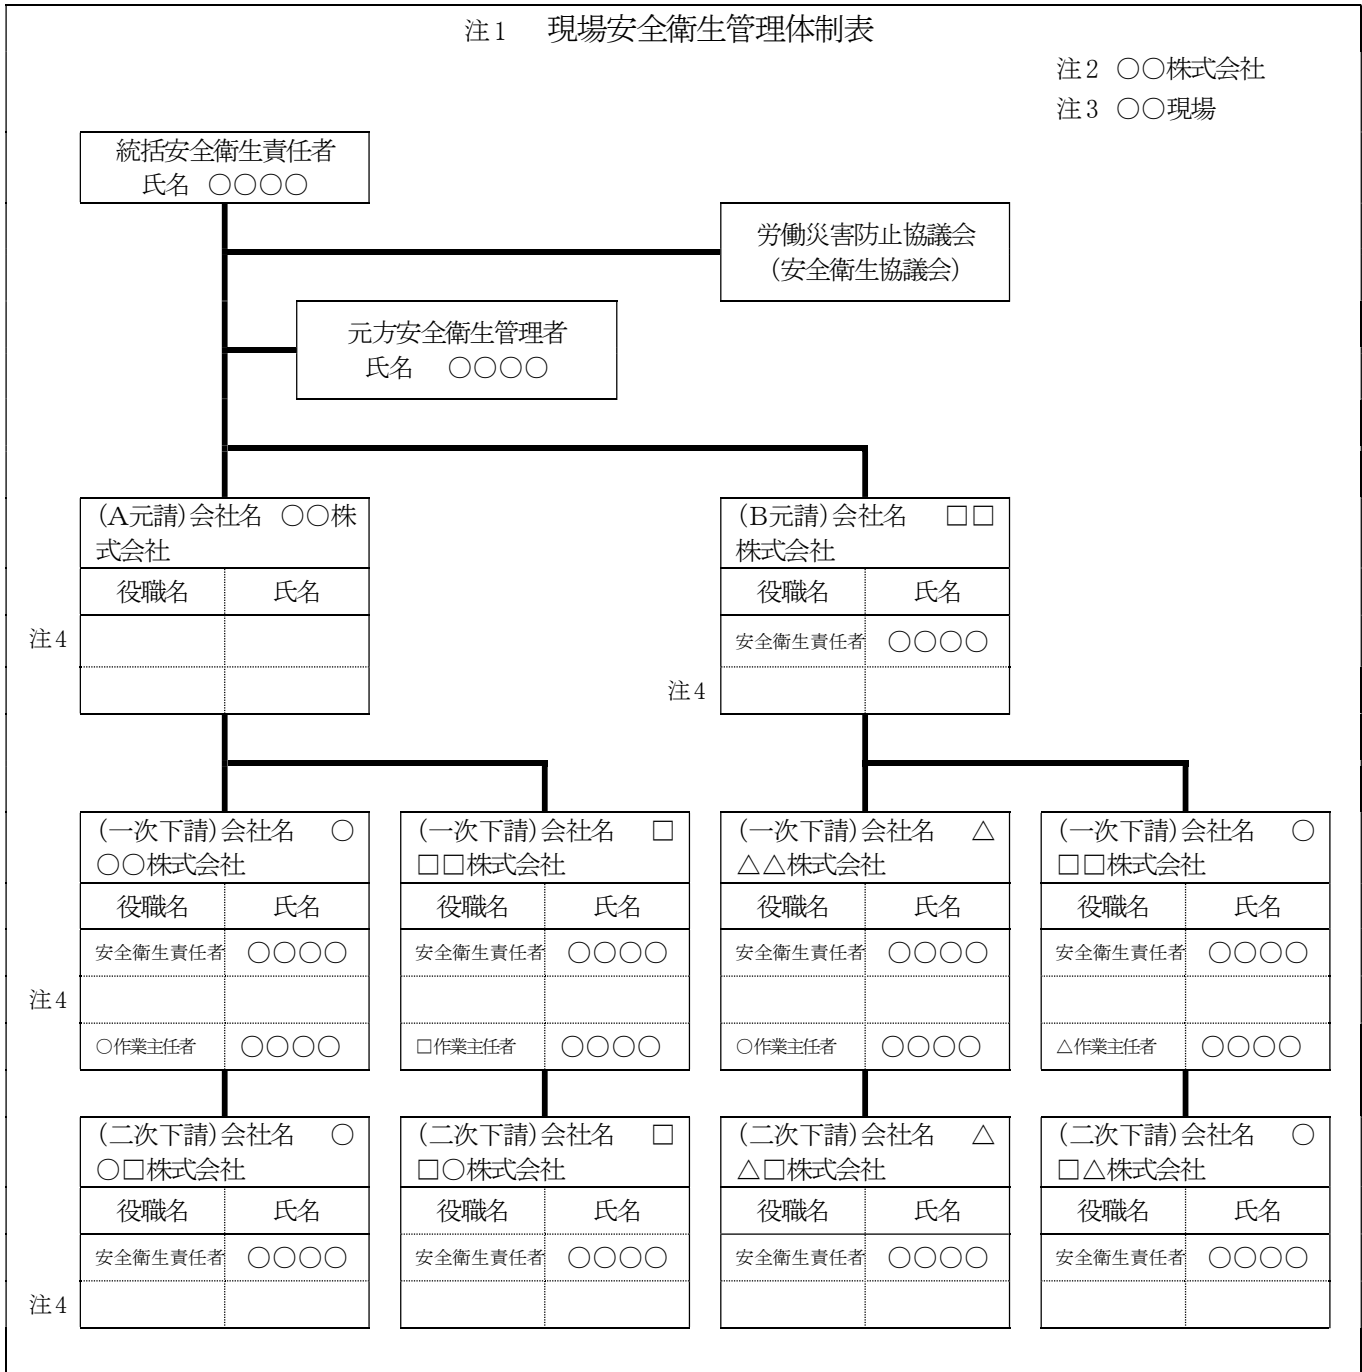 注1 現場安全衛生管理体制表
注2 ○○株式会社
注3 ○○現場
統括安全衛生責任者
氏名 ○○○○
労働災害防止協議会
(安全衛生協議会)
元方安全衛生管理者
氏名 ○○○○
(A元請)会社名 ○○株
式会社
役職名 氏名
注4
(B元請)会社名 □□
株式会社
役職名 氏名
安全衛生責任者 ○○○○
注4
(一次下請)会社名 ○
○○株式会社
役職名 氏名
安全衛生責任者 ○○○○
注4
○作業主任者 ○○○○
(一次下請)会社名 □
□□株式会社
役職名 氏名
安全衛生責任者 ○○○○
□作業主任者 ○○○○
(一次下請)会社名 △
△△株式会社
役職名 氏名
安全衛生責任者 ○○○○
○作業主任者 ○○○○
(一次下請)会社名 ○
□□株式会社
役職名 氏名
安全衛生責任者 ○○○○
△作業主任者 ○○○○
(二次下請)会社名 ○
○□株式会社
役職名 氏名
安全衛生責任者 ○○○○
注4
(二次下請)会社名 □
□○株式会社
役職名 氏名
安全衛生責任者 ○○○○
(二次下請)会社名 △
△□株式会社
役職名 氏名
安全衛生責任者 ○○○○
(二次下請)会社名 ○
□△株式会社
役職名 氏名
安全衛生責任者 ○○○○